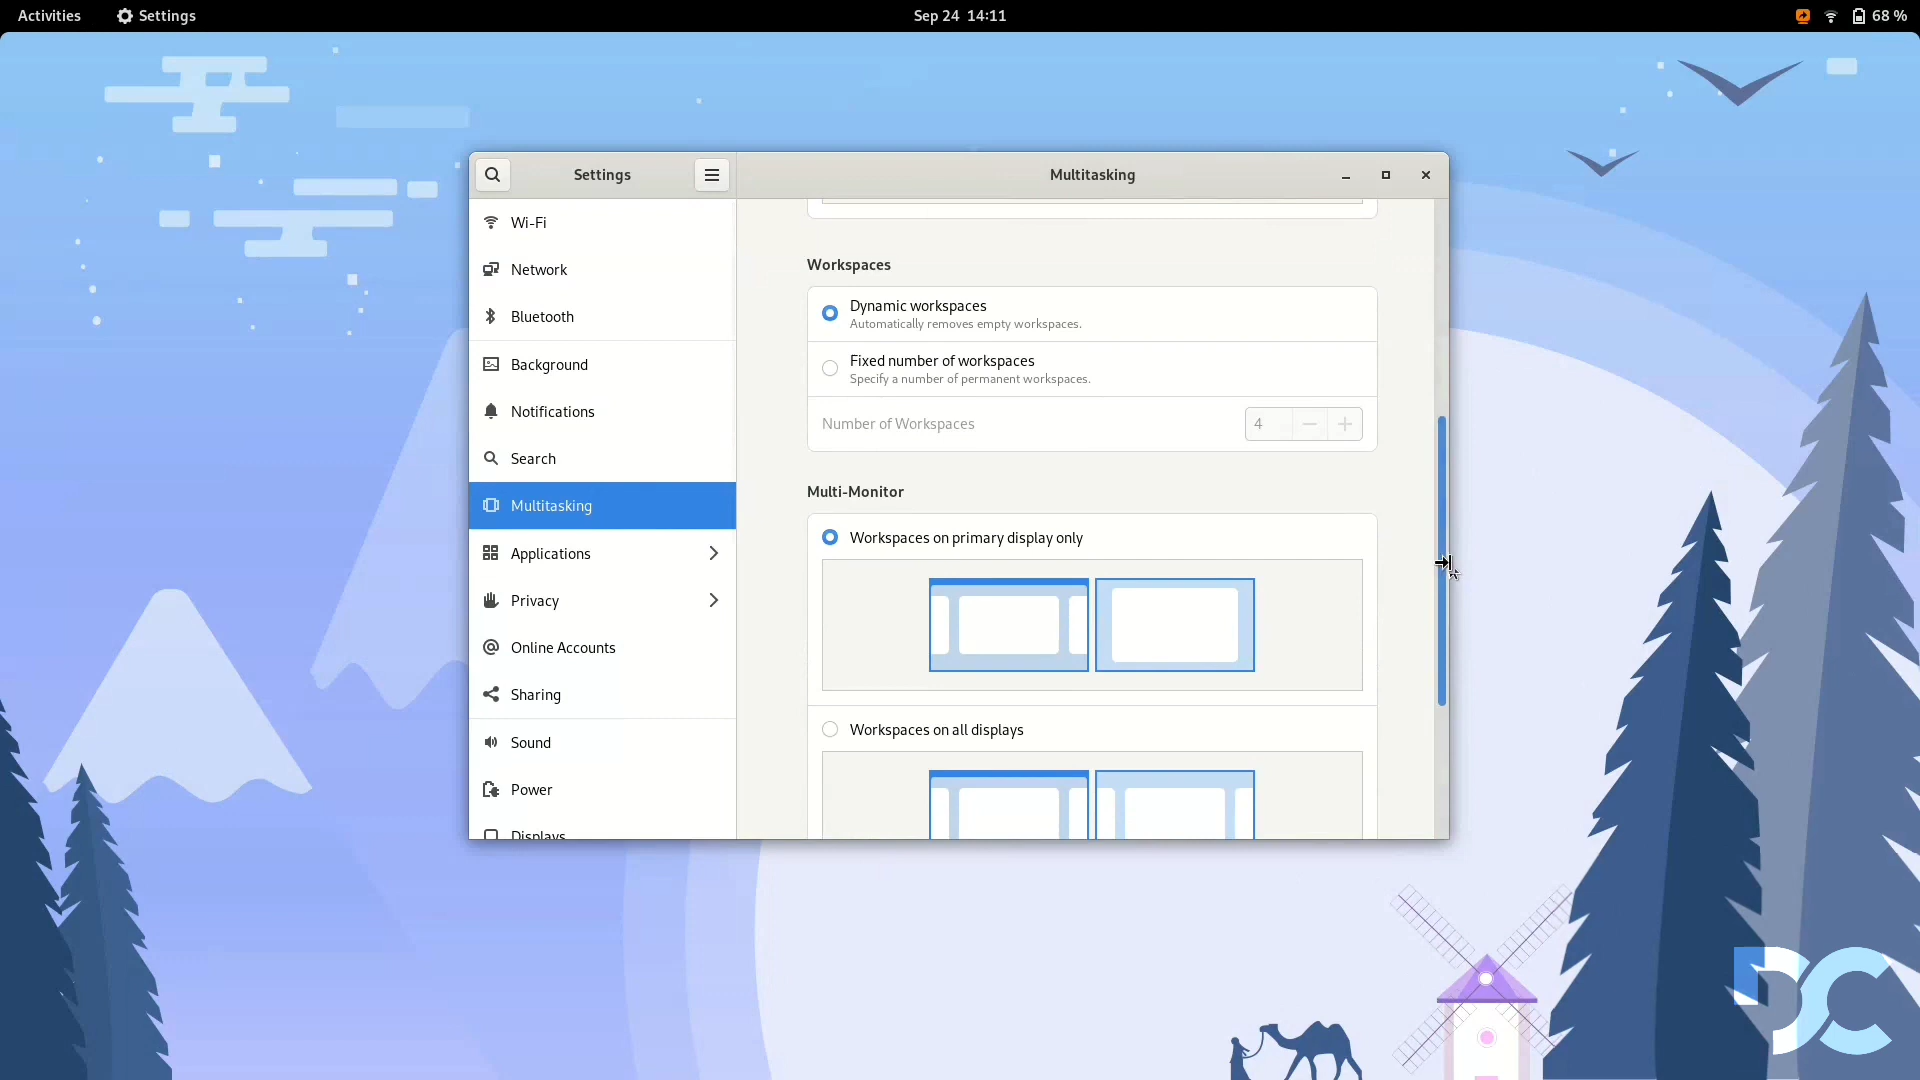 Activities
Settings
Sep 24 14:11
68 %
Settings
Multitasking
Wi-Fi
Network
Bluetooth
Background
Notifications
Search
Multitasking
Applications
Privacy
Online Accounts
Sharing
Sound
Power
Displays
Workspaces
Dynamic workspaces
Automatically removes empty workspaces.
Fixed number of workspaces
Specify a number of permanent workspaces.
Number of Workspaces
4
Multi-Monitor
Workspaces on primary display only
Workspaces on all displays
DC